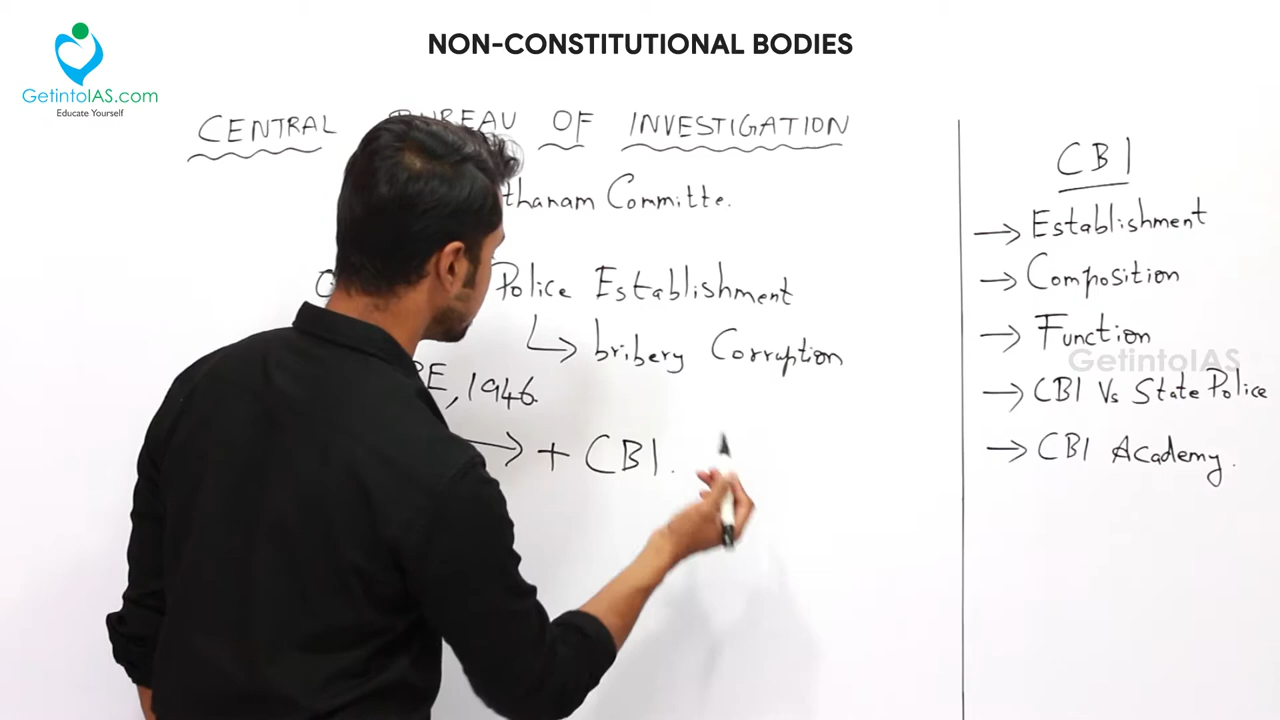 NON-CONSTITUTIONAL BODIES
GetintoIAS.com
Educate Yourself
CENTRAL BUREAU OF INVESTIGATION
thanam Committe.
Police Establishment
bribery Corruption
, 1946
+ CBI.
CBI
Establishment
Composition
Function
GetintoIAS
CBI Vs State Police
CBI Academy.